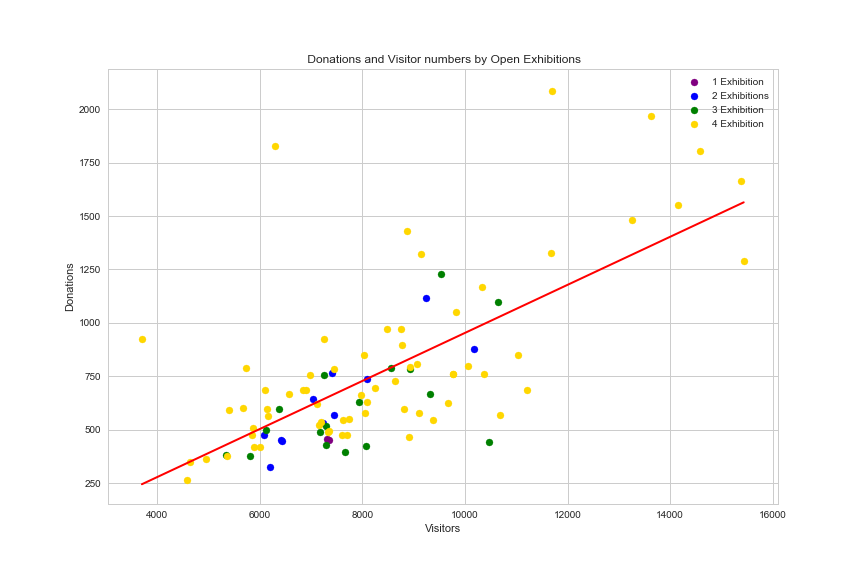 Donations and Visitor numbers by Open Exhibitions
1 Exhibition
2 Exhibitions
3 Exhibition
4 Exhibition
2000
1750
1500
1250
1000
750
500
250
Donations
4000 6000 8000 10000 12000 14000 16000
Visitors